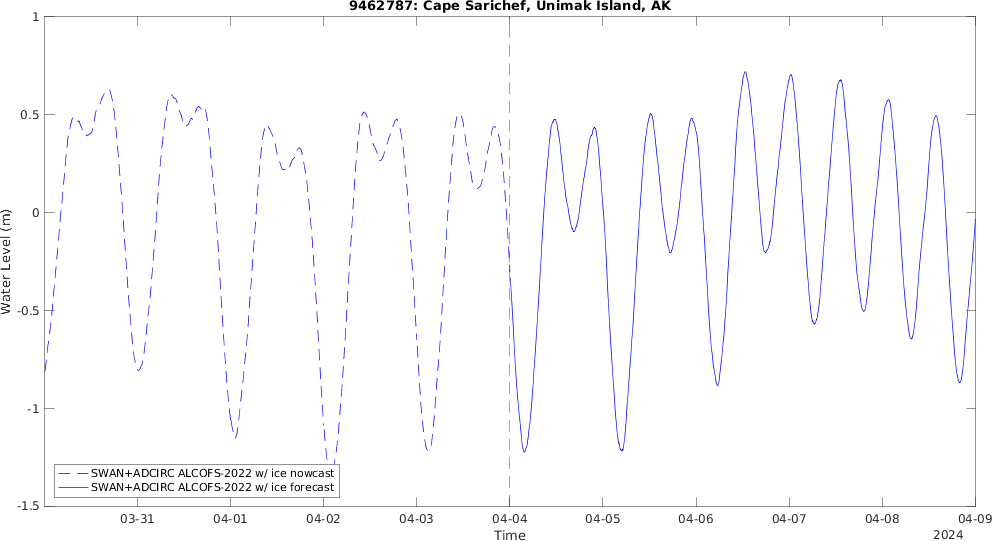 9462787: Cape Sarichef, Unimak Island, AK
1
0.5
0
-0.5
-1
-1.5
Water Level (m)
SWAN+ADCIRC ALCOFS-2022 w/ ice nowcast
SWAN+ADCIRC ALCOFS-2022 w/ ice forecast
03-31 04-01 04-02 04-03 04-04 04-05 04-06 04-07 04-08 04-09
Time
2024